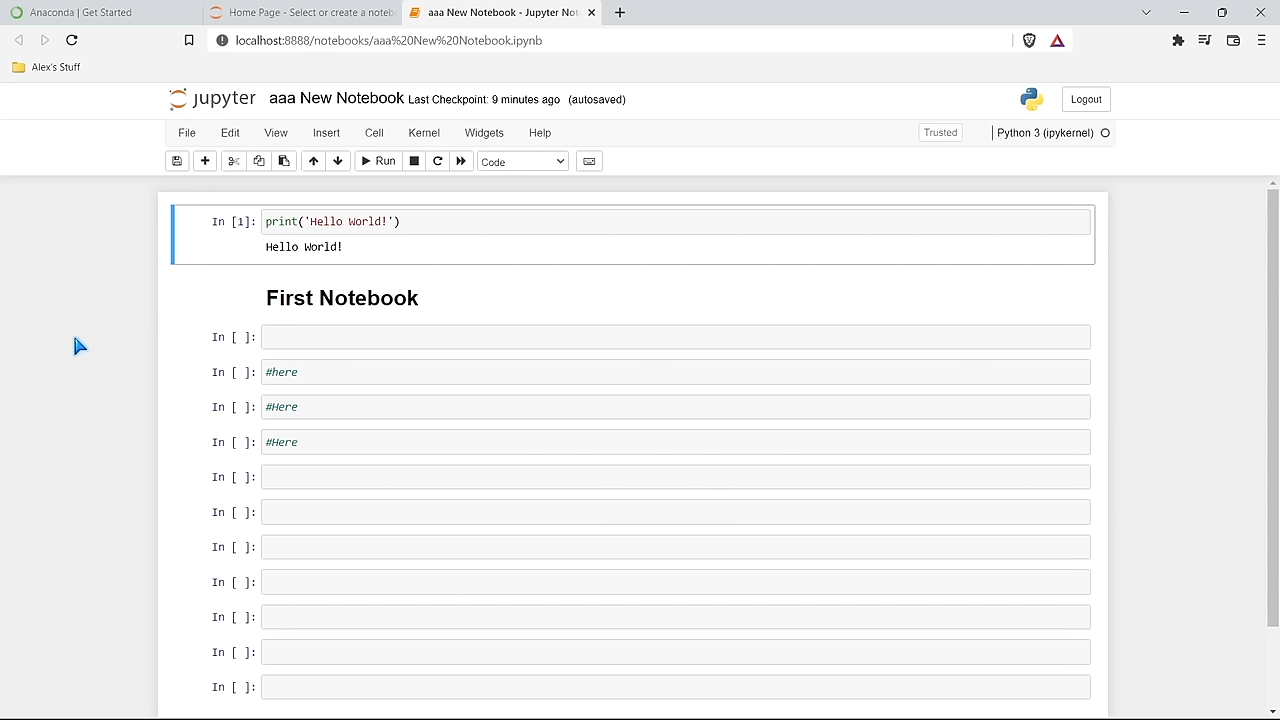 Anaconda | Get Started
Home Page - Select or create a noteb
aaa New Notebook - Jupyter Not
localhost:8888/notebooks/aaa%20New%20Notebook.ipynb
Alex's Stuff
jupyter aaa New Notebook Last Checkpoint: 9 minutes ago (autosaved)
Logout
File Edit View Insert Cell Kernel Widgets Help
Trusted
Python 3 (ipykernel)
Run
Code
In [1]: print('Hello World!')
Hello World!
First Notebook
In [ ]:
In [ ]: #here
In [ ]: #Here
In [ ]: #Here
In [ ]:
In [ ]:
In [ ]:
In [ ]:
In [ ]:
In [ ]:
In [ ]: